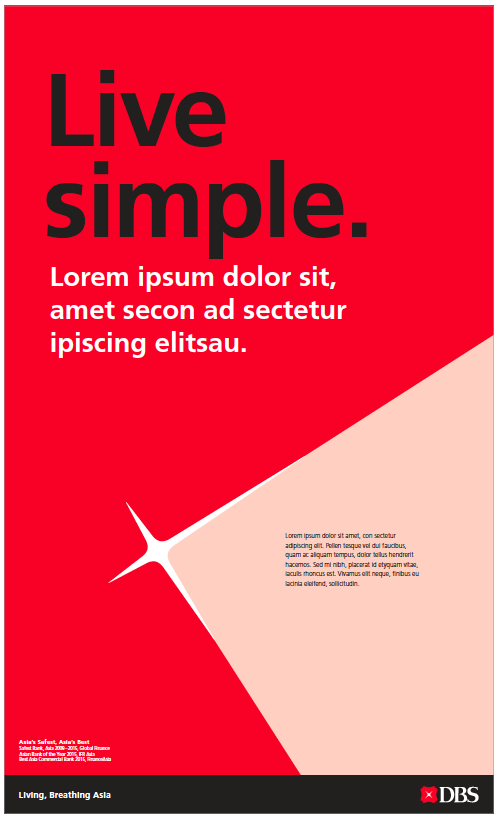 Live
simple.
Lorem ipsum dolor sit,
amet secon ad sectetur
ipiscing elitsau.
Lorem ipsum dolor sit amet, con sectetur
adipiscing elit. Pellen tesque vel dui faucibus,
quam ac aliquam tempus, dolor tellus hendrerit
hacemos. Sed mi nibh, placerat id etyquam vitae,
iaculis rhoncus est. Vivamus elit neque, finibus eu
lacinia eleifend, sollicitudin.
Asia's Safest, Asia's Best
Safest Bank, Asia 2009–2015, Global Finance
Asian Bank of the Year 2015, IFR Asia
Best Asia Commercial Bank 2015, FinanceAsia
Living, Breathing Asia
DBS